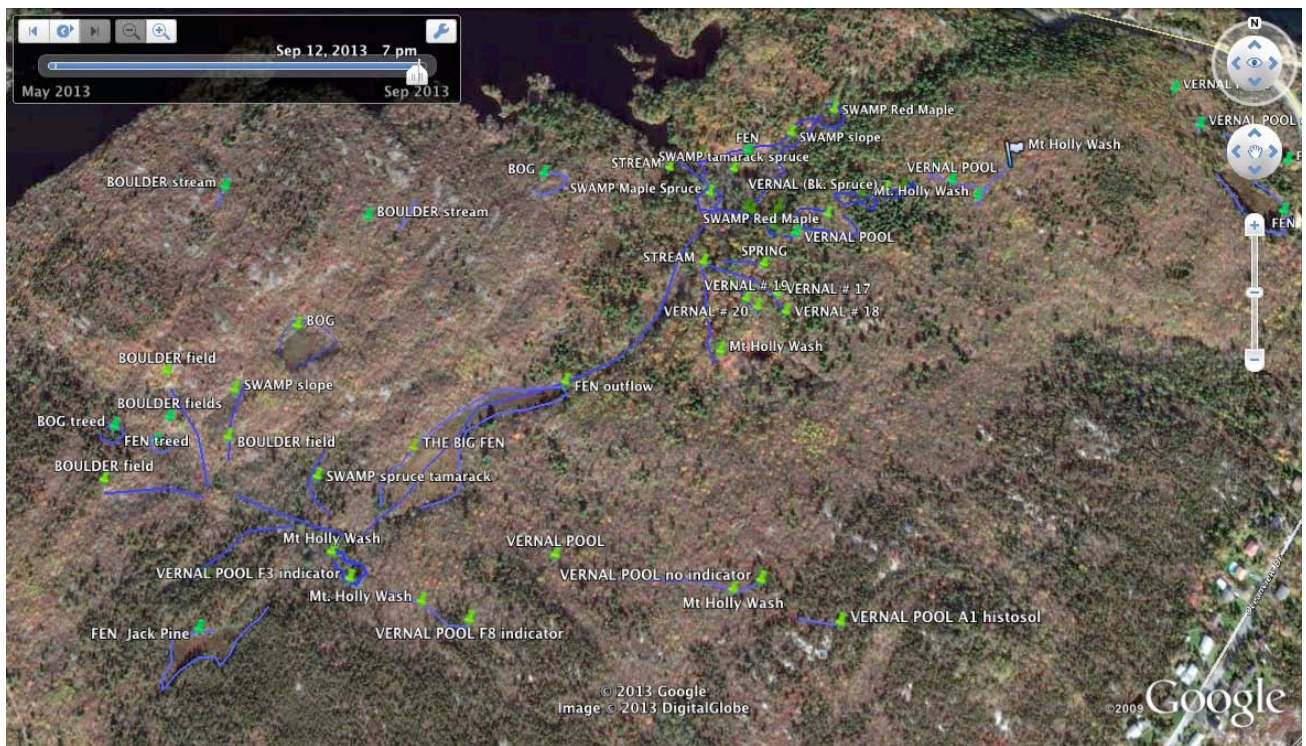 Sep 12, 2013 7 pm
May 2013
Sep 2013
N
SWAMP Red Maple
VERNAL POOL
VERNAL POOL
FEN
SWAMP slope
Mt Holly Wash
STREAM
SWAMP tamarack spruce
BOG
VERNAL POOL
BOULDER stream
SWAMP Maple Spruce
VERNAL (Bk. Spruce)
Mt. Holly Wash
BOULDER stream
SWAMP Red Maple
FEN
VERNAL POOL
STREAM
SPRING
VERNAL # 19
VERNAL # 17
VERNAL # 20
VERNAL # 18
BOG
Mt Holly Wash
BOULDER field
SWAMP slope
FEN outflow
BOULDER fields
BOG treed
FEN treed
BOULDER field
THE BIG FEN
BOULDER field
SWAMP spruce tamarack
Mt Holly Wash
VERNAL POOL
VERNAL POOL F3 indicator
VERNAL POOL no indicator
Mt. Holly Wash
Mt Holly Wash
Oceanview Dr
FEN Jack Pine
VERNAL POOL F8 indicator
VERNAL POOL A1 histosol
© 2013 Google
Image © 2013 DigitalGlobe
©2009
Google